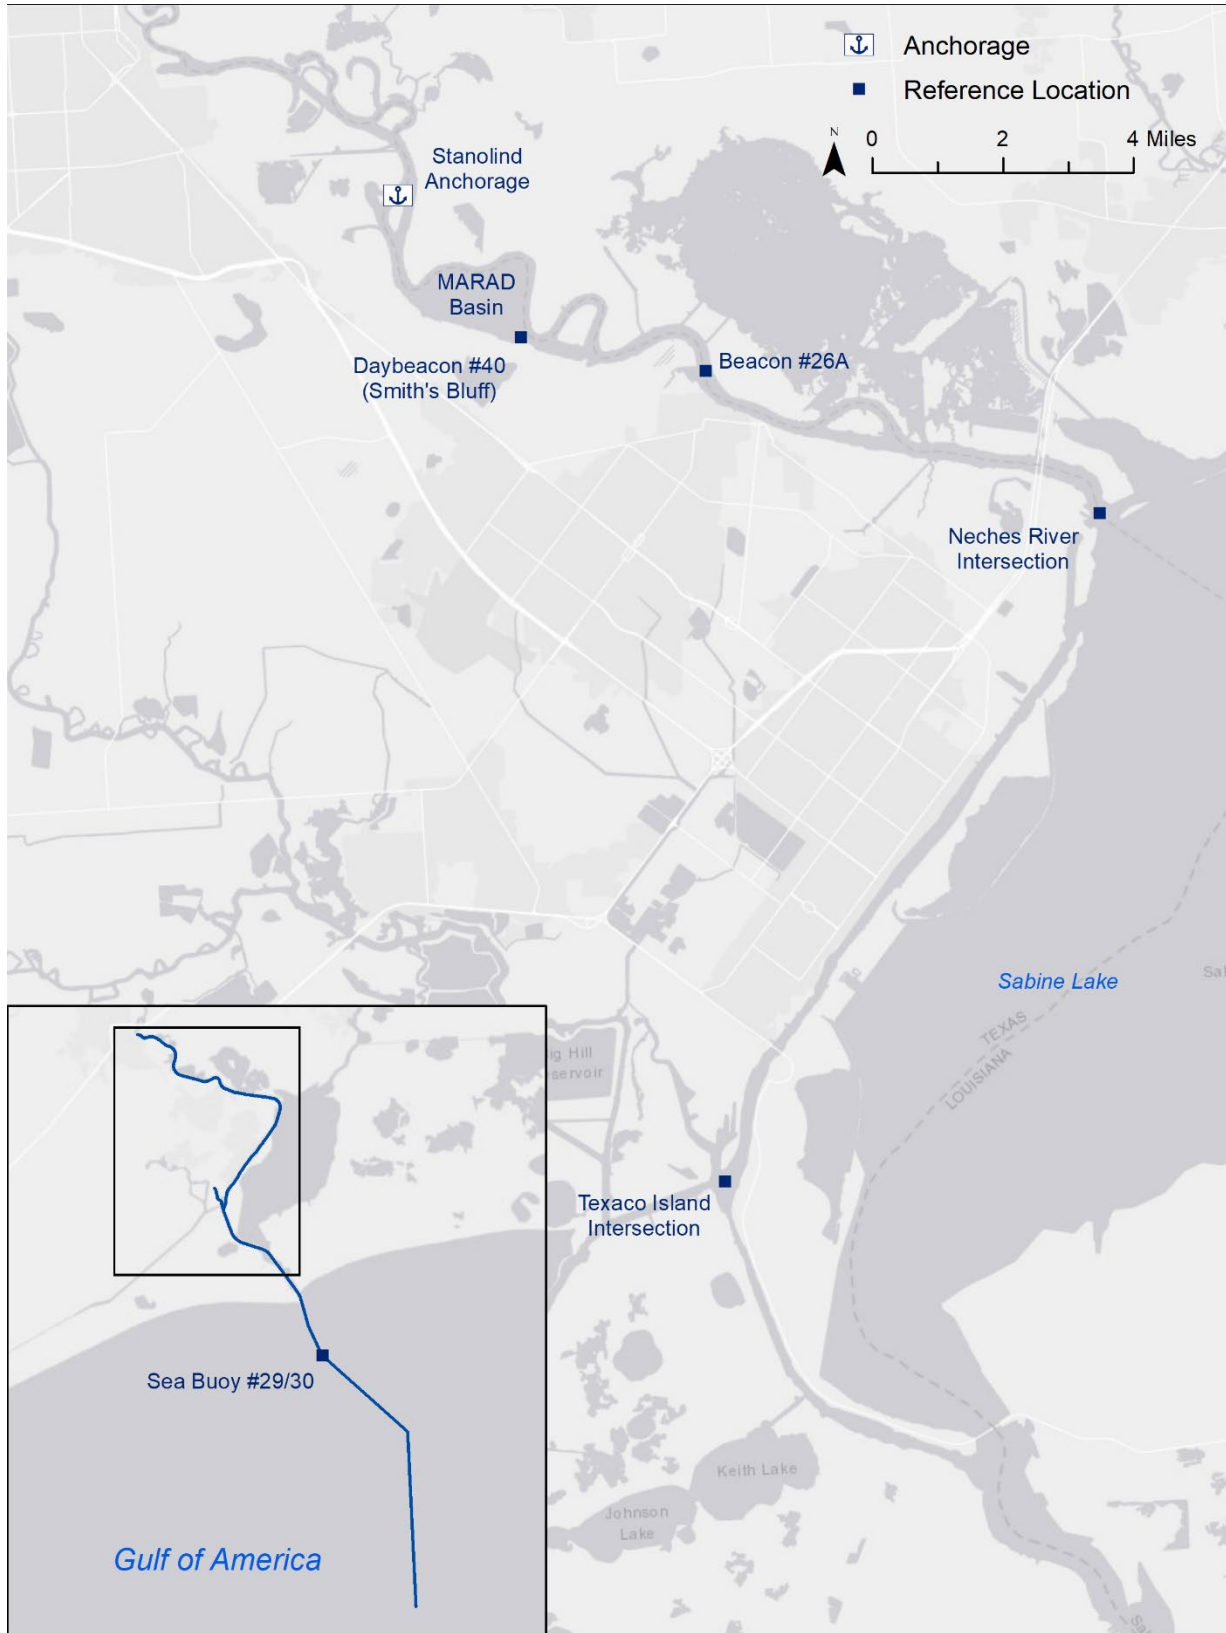 Anchorage
Reference Location
N
0 2 4 Miles
Stanolind
Anchorage
MARAD
Basin
Daybeacon #40
(Smith's Bluff)
Beacon #26A
Neches River
Intersection
Sabine Lake
TEXAS
LOUISIANA
Texaco Island
Intersection
Keith Lake
Johnson
Lake
Sea Buoy #29/30
Gulf of America